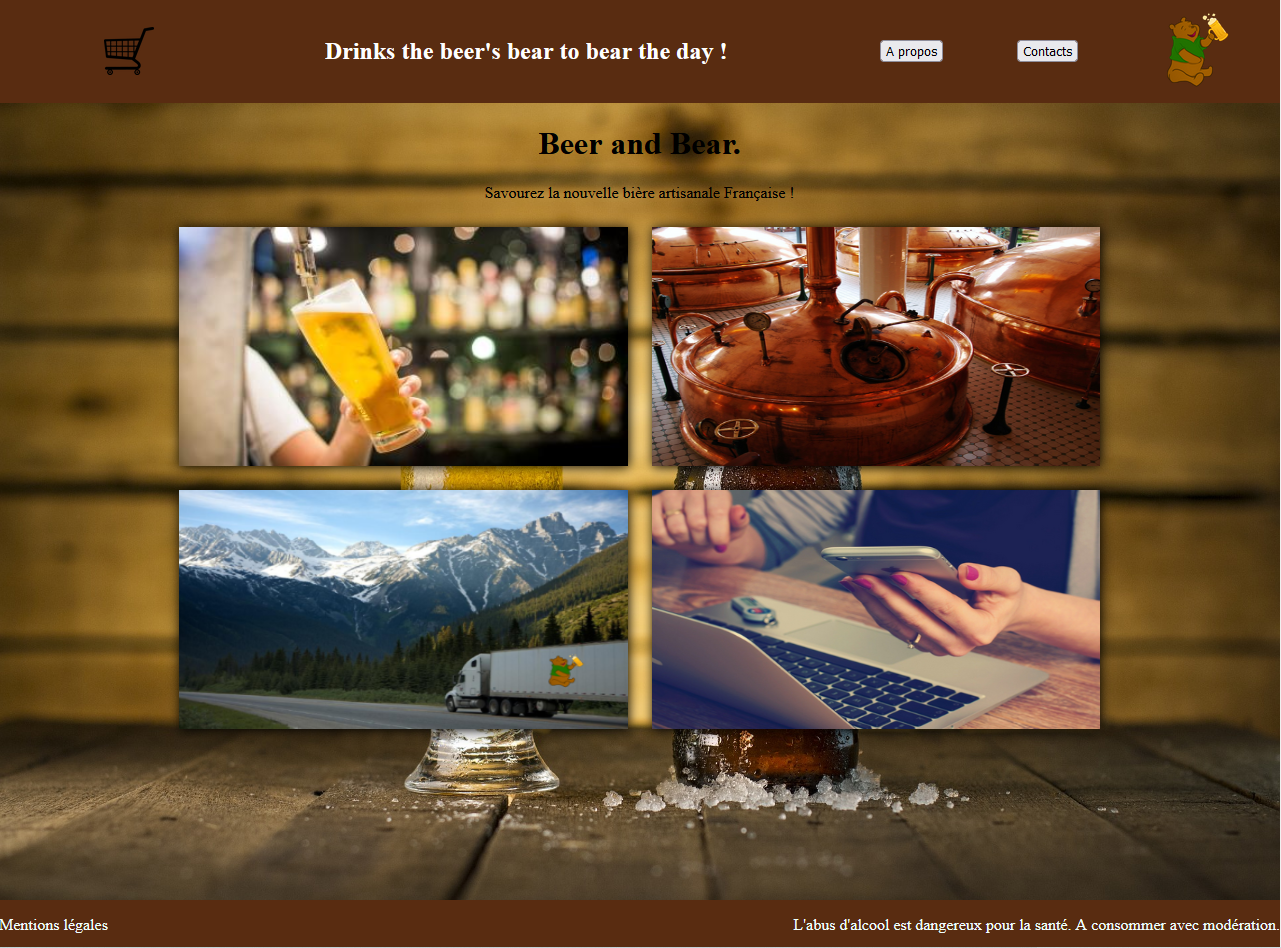 Drinks the beer's bear to bear the day !
A propos
Contacts
Beer and Bear.
Savourez la nouvelle bière artisanale Française !
Mentions légales
L'abus d'alcool est dangereux pour la santé. A consommer avec modération.